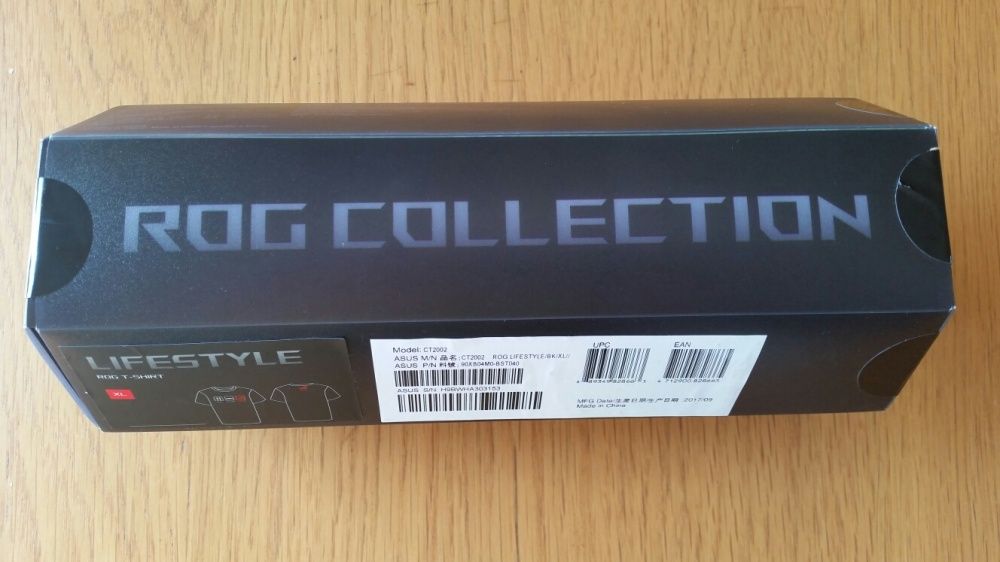 ROG COLLECTION
LIFESTYLE
ROG T-SHIRT
XL
Model: CT2002
ASUS M/N 品名:CT2002 ROG LIFESTYLE/BK/XL//
ASUS P/N 料號:90XB04M0-BST040
ASUS S/N: H9BWHA303153
UPC
EAN
MFG Date/生產日期/生产日期:2017/09
Made in China